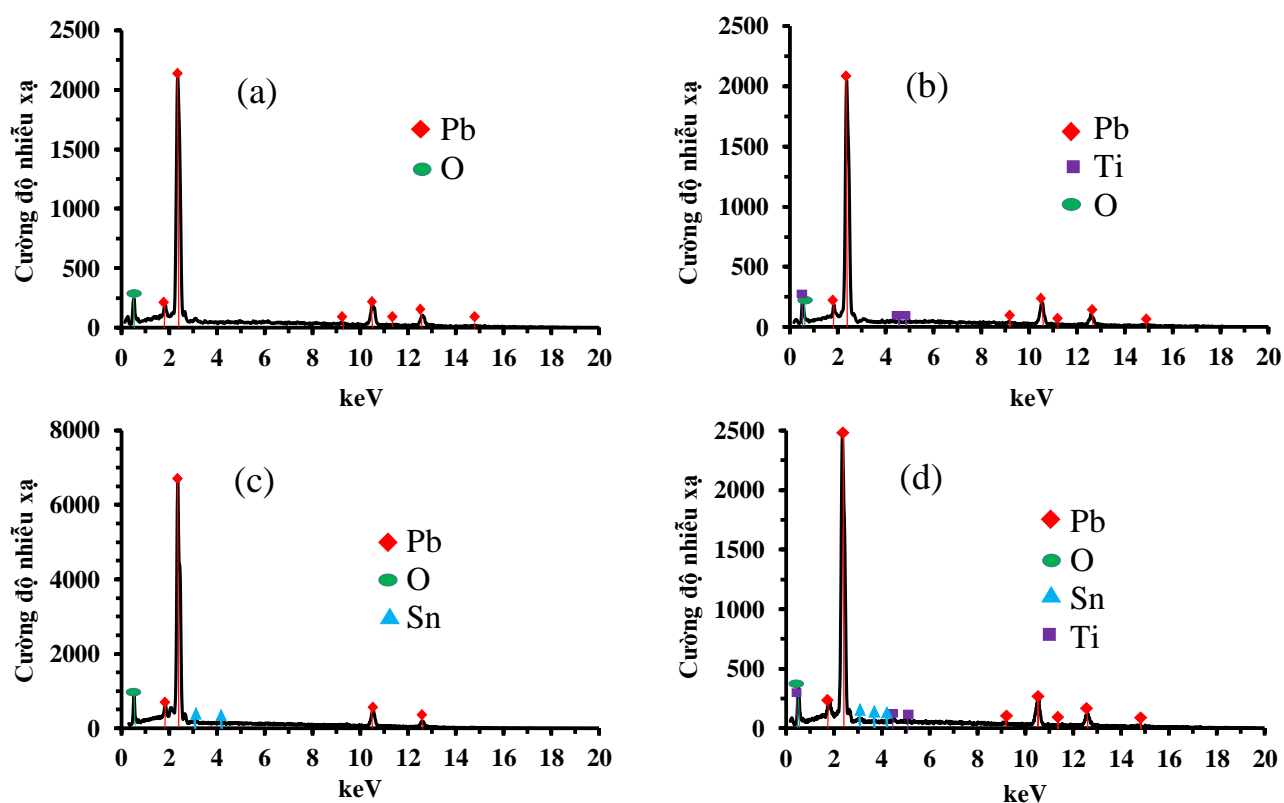 2500
2000
1500
1000
500
0
Cường độ nhiễu xạ
(a)
Pb
O
0 2 4 6 8 10 12 14 16 18 20
keV
2500
2000
1500
1000
500
0
Cường độ nhiễu xạ
(b)
Pb
Ti
O
0 2 4 6 8 10 12 14 16 18 20
keV
8000
6000
4000
2000
0
Cường độ nhiễu xạ
(c)
Pb
O
Sn
0 2 4 6 8 10 12 14 16 18 20
keV
2500
2000
1500
1000
500
0
Cường độ nhiễu xạ
(d)
Pb
O
Sn
Ti
0 2 4 6 8 10 12 14 16 18 20
keV